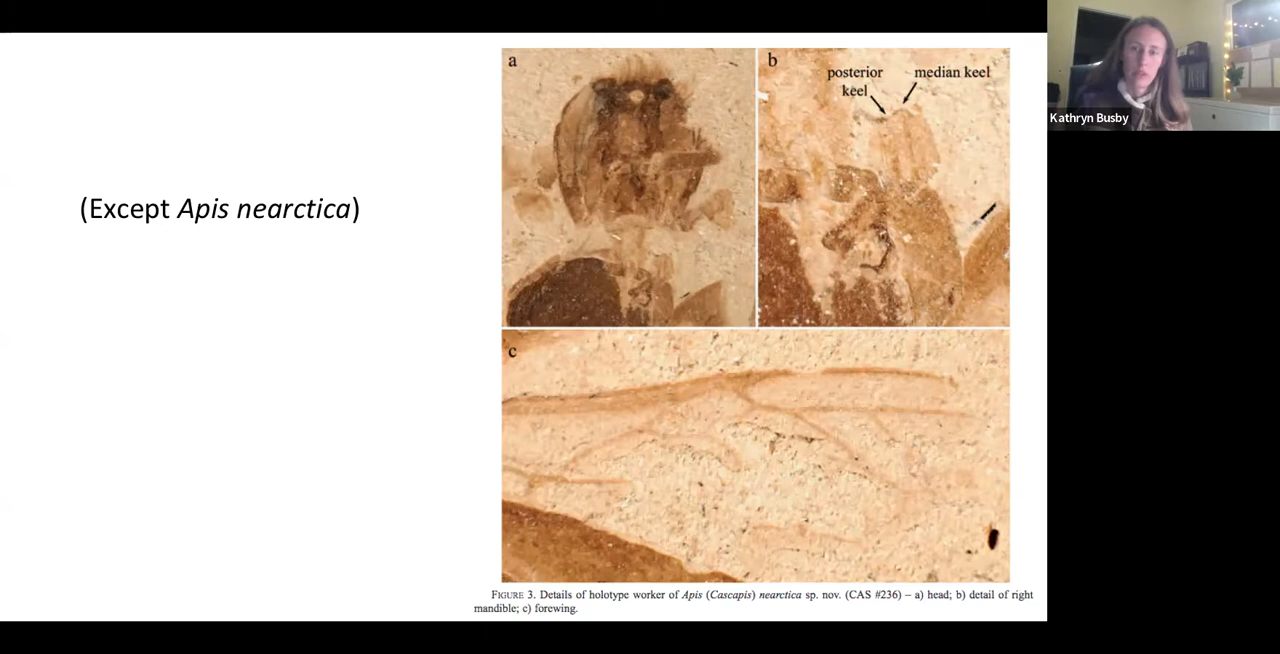 (Except Apis nearctica)
a
b
posterior
keel
median keel
c
FIGURE 3. Details of holotype worker of Apis (Cascapis) nearctica sp. nov. (CAS #236) – a) head; b) detail of right
mandible; c) forewing.
Kathryn Busby